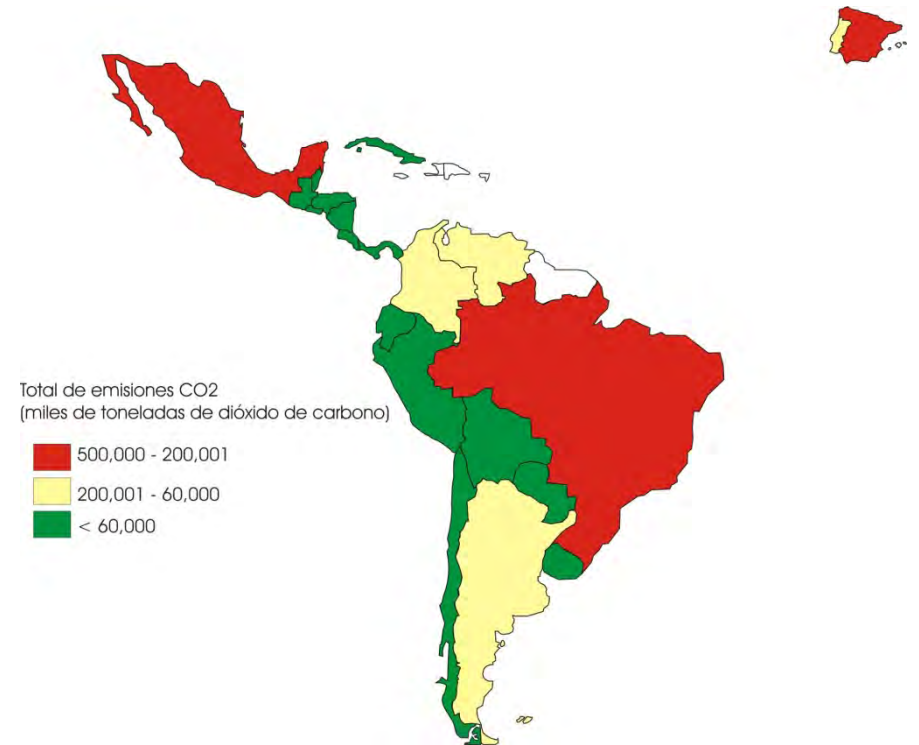 Total de emisiones CO2
(miles de toneladas de dióxido de carbono)
500,000 - 200,001
200,001 - 60,000
< 60,000